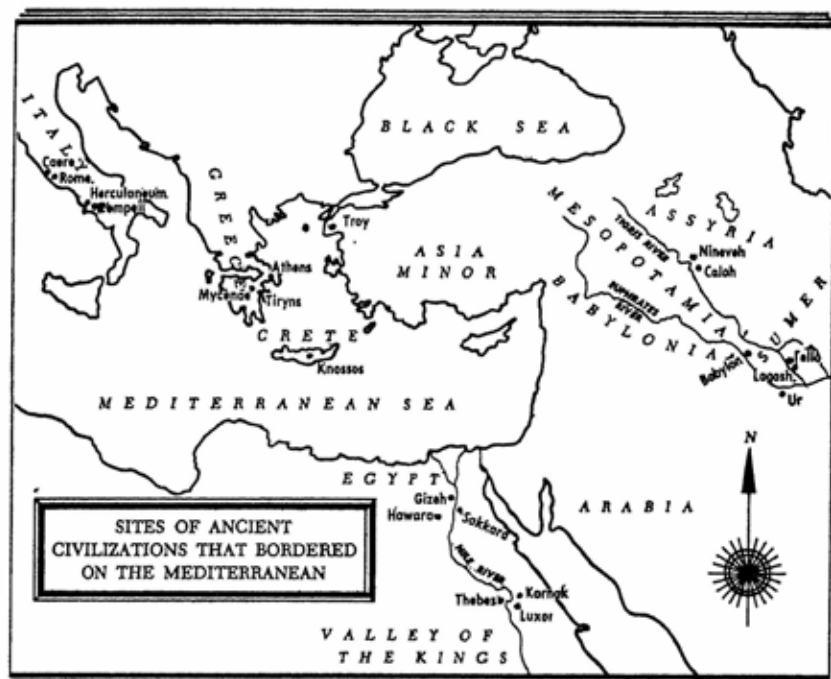 BLACK SEA
ITALY
Caere.
Rome.
Herculaneum.
Pompeii
GREECE
Troy
ASIA
MINOR
Athens
Mycenae
Tiryns
CRETE
Knossos
MESOPOTAMIA
ASSYRIA
TIGRIS RIVER
Nineveh
Calah
EUPHRATES
RIVER
BABYLONIA
SUMER
Babylon
Tello
Lagash
Ur
MEDITERRANEAN SEA
N
EGYPT
Gizeh
Hawara
Sakkara
ARABIA
NILE RIVER
Thebes
Karnak
Luxor
VALLEY OF
THE KINGS
SITES OF ANCIENT
CIVILIZATIONS THAT BORDERED
ON THE MEDITERRANEAN